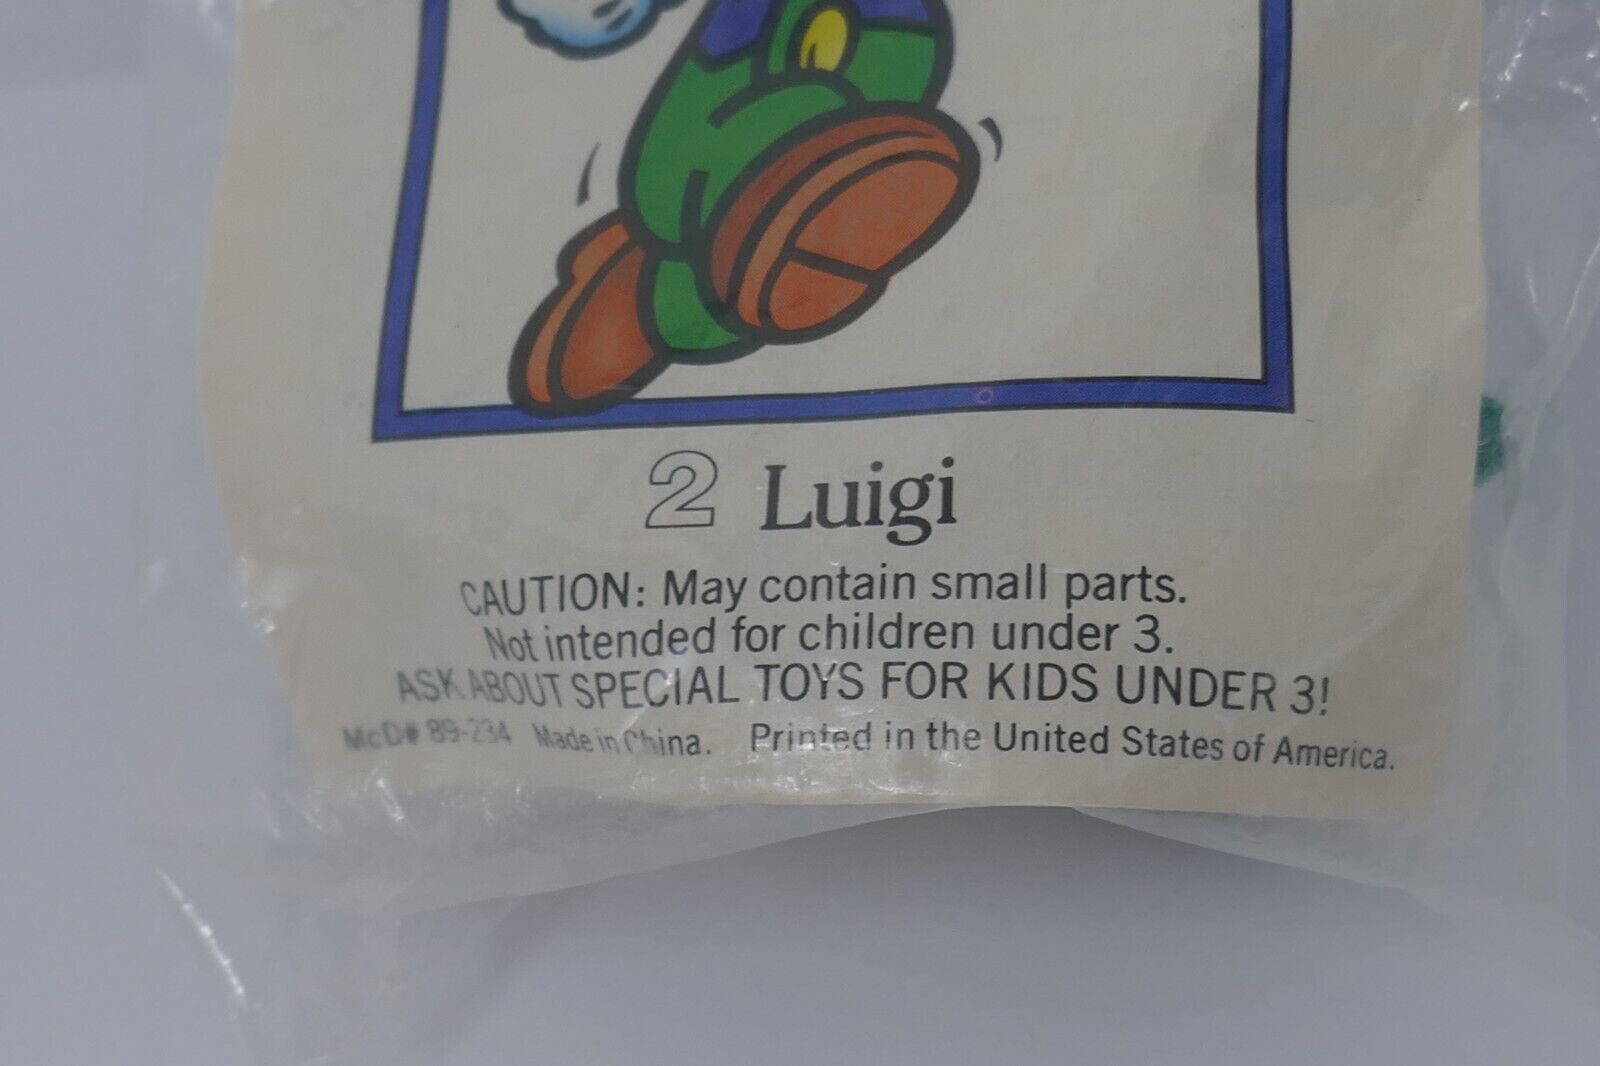 2 Luigi
CAUTION: May contain small parts.
Not intended for children under 3.
ASK ABOUT SPECIAL TOYS FOR KIDS UNDER 3!
McD# 89-234 Made in China. Printed in the United States of America.